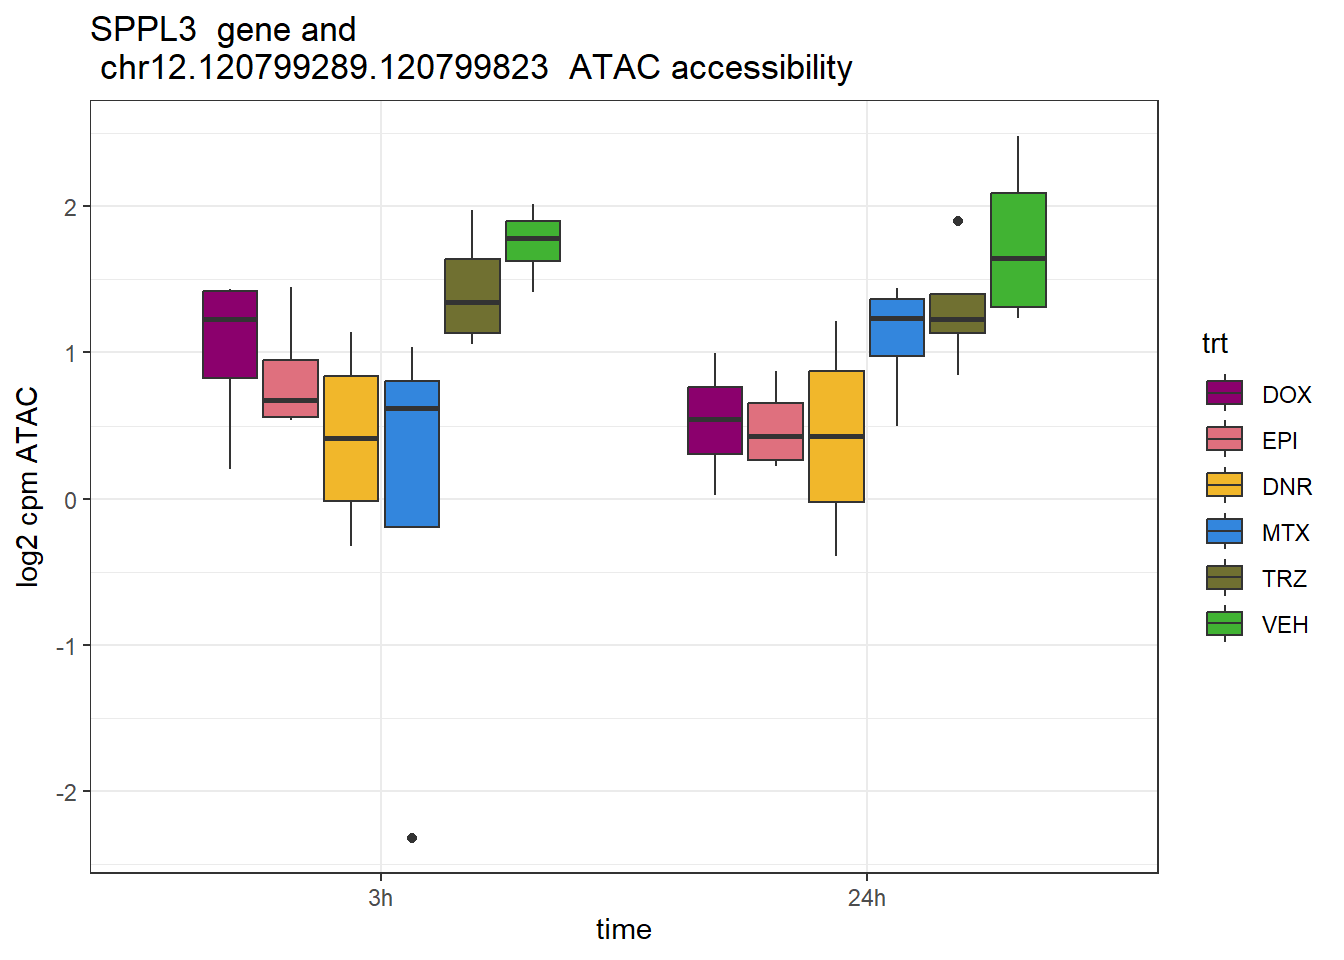 SPPL3  gene and
chr12.120799289.120799823  ATAC accessibility
log2 cpm ATAC
2
1
0
-1
-2
3h
24h
time
trt
DOX
EPI
DNR
MTX
TRZ
VEH